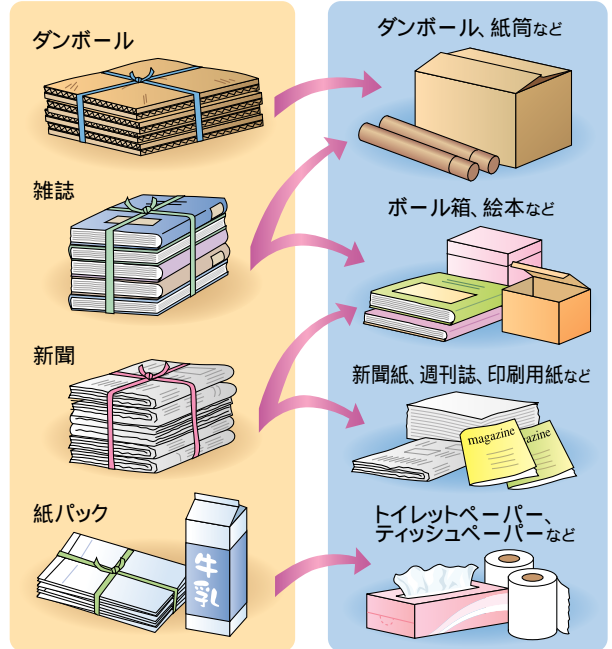 ダンボール
ダンボール、紙筒など
雑誌
ボール箱、絵本など
新聞
新聞紙、週刊誌、印刷用紙など
magazine
azine
紙パック
牛乳
トイレットペーパー、
ティッシュペーパーなど